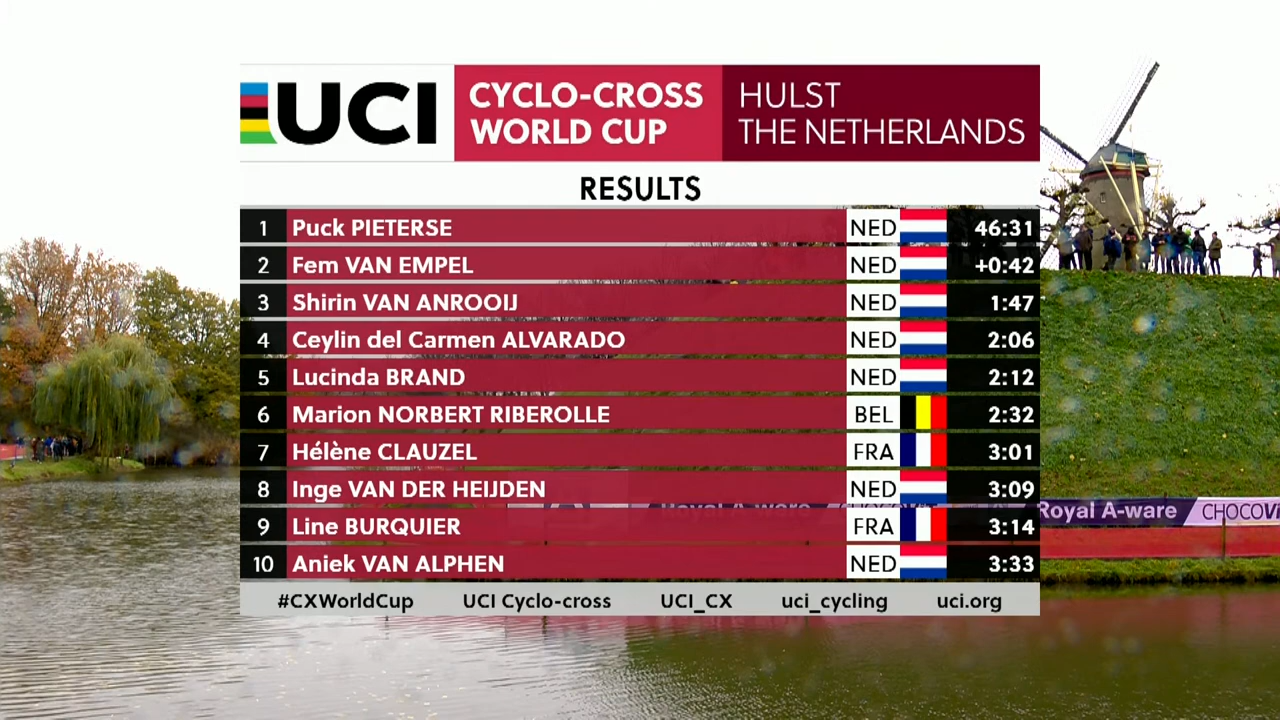 UCI CYCLO-CROSS WORLD CUP HULST THE NETHERLANDS
RESULTS
1 Puck PIETERSE NED 46:31
2 Fem VAN EMPEL NED +0:42
3 Shirin VAN ANROOIJ NED 1:47
4 Ceylin del Carmen ALVARADO NED 2:06
5 Lucinda BRAND NED 2:12
6 Marion NORBERT RIBEROLLE BEL 2:32
7 Hélène CLAUZEL FRA 3:01
8 Inge VAN DER HEIJDEN NED 3:09
9 Line BURQUIER FRA 3:14
10 Aniek VAN ALPHEN NED 3:33
Royal A-ware
#CXWorldCup UCI Cyclo-cross UCI_CX uci_cycling uci.org